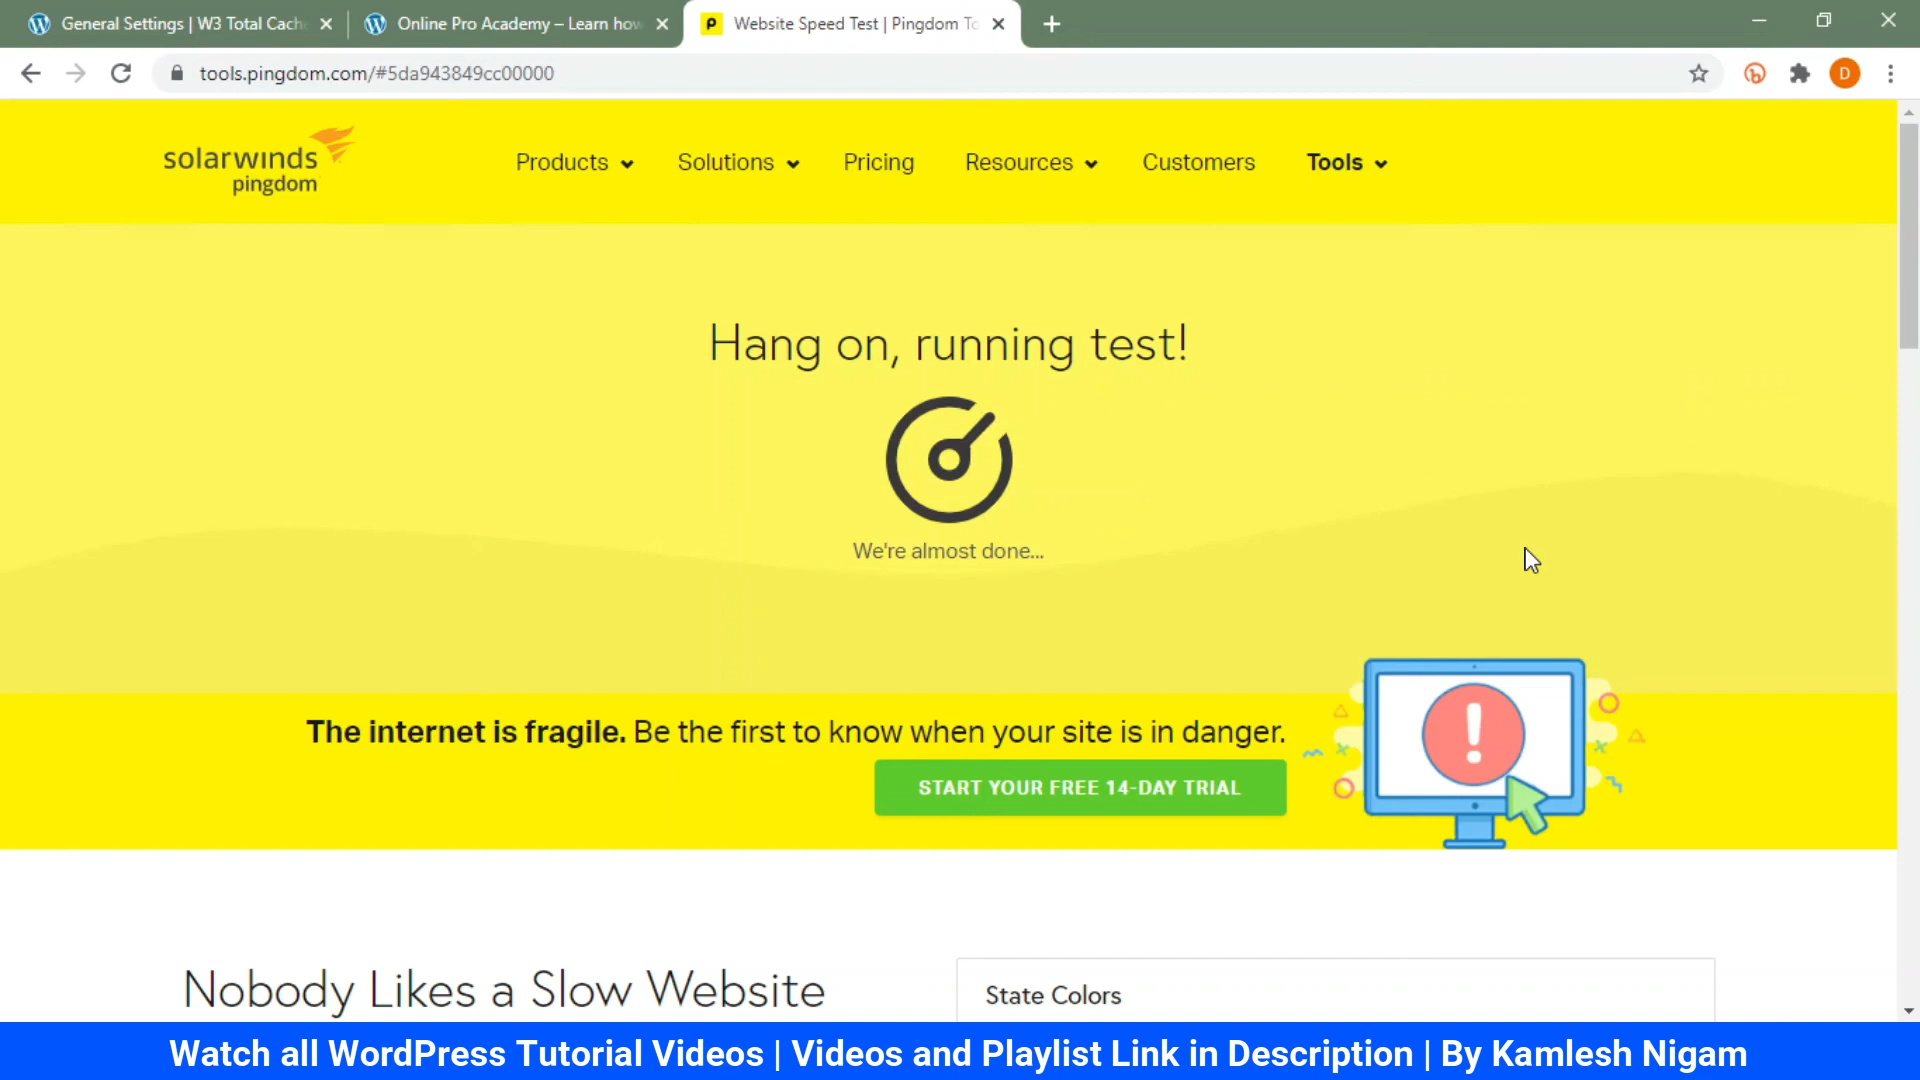 General Settings | W3 Total Cach
Online Pro Academy – Learn how
Website Speed Test | Pingdom To
tools.pingdom.com/#5da943849cc00000
D
solarwinds
pingdom
Products
Solutions
Pricing
Resources
Customers
Tools
Hang on, running test!
We're almost done...
The internet is fragile. Be the first to know when your site is in danger.
START YOUR FREE 14-DAY TRIAL
Nobody Likes a Slow Website
State Colors
Watch all WordPress Tutorial Videos | Videos and Playlist Link in Description | By Kamlesh Nigam